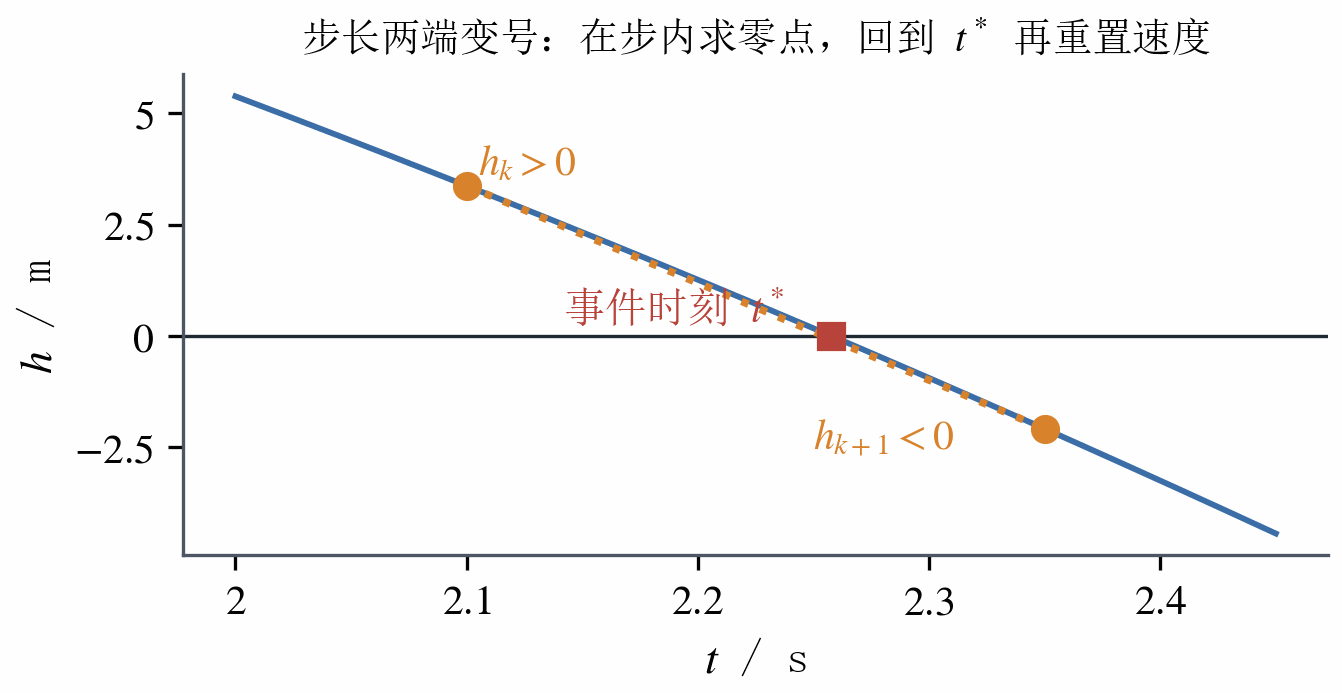 步长两端变号：在步内求零点，回到 t* 再重置速度
h / m
5
2.5
0
−2.5
h_k > 0
事件时刻 t*
h_{k+1} < 0
2 2.1 2.2 2.3 2.4
t / s